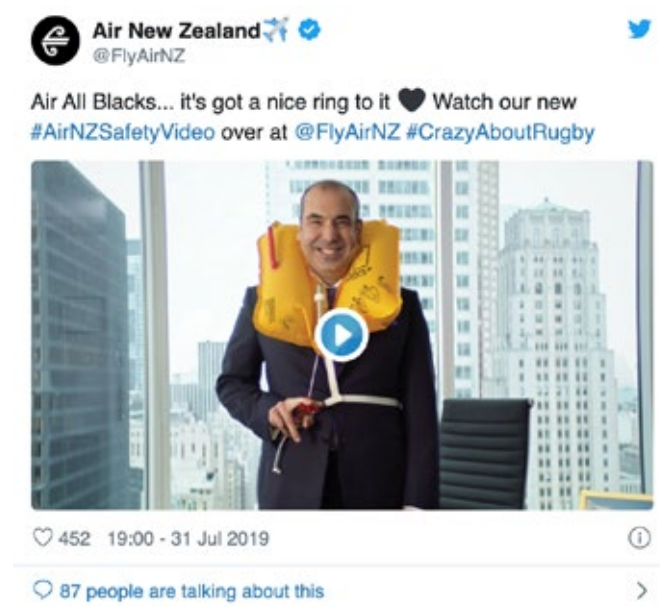 Air New Zealand
@FlyAirNZ
Air All Blacks... it's got a nice ring to it 🖤 Watch our new
#AirNZSafetyVideo over at @FlyAirNZ #CrazyAboutRugby
452 19:00 - 31 Jul 2019
87 people are talking about this